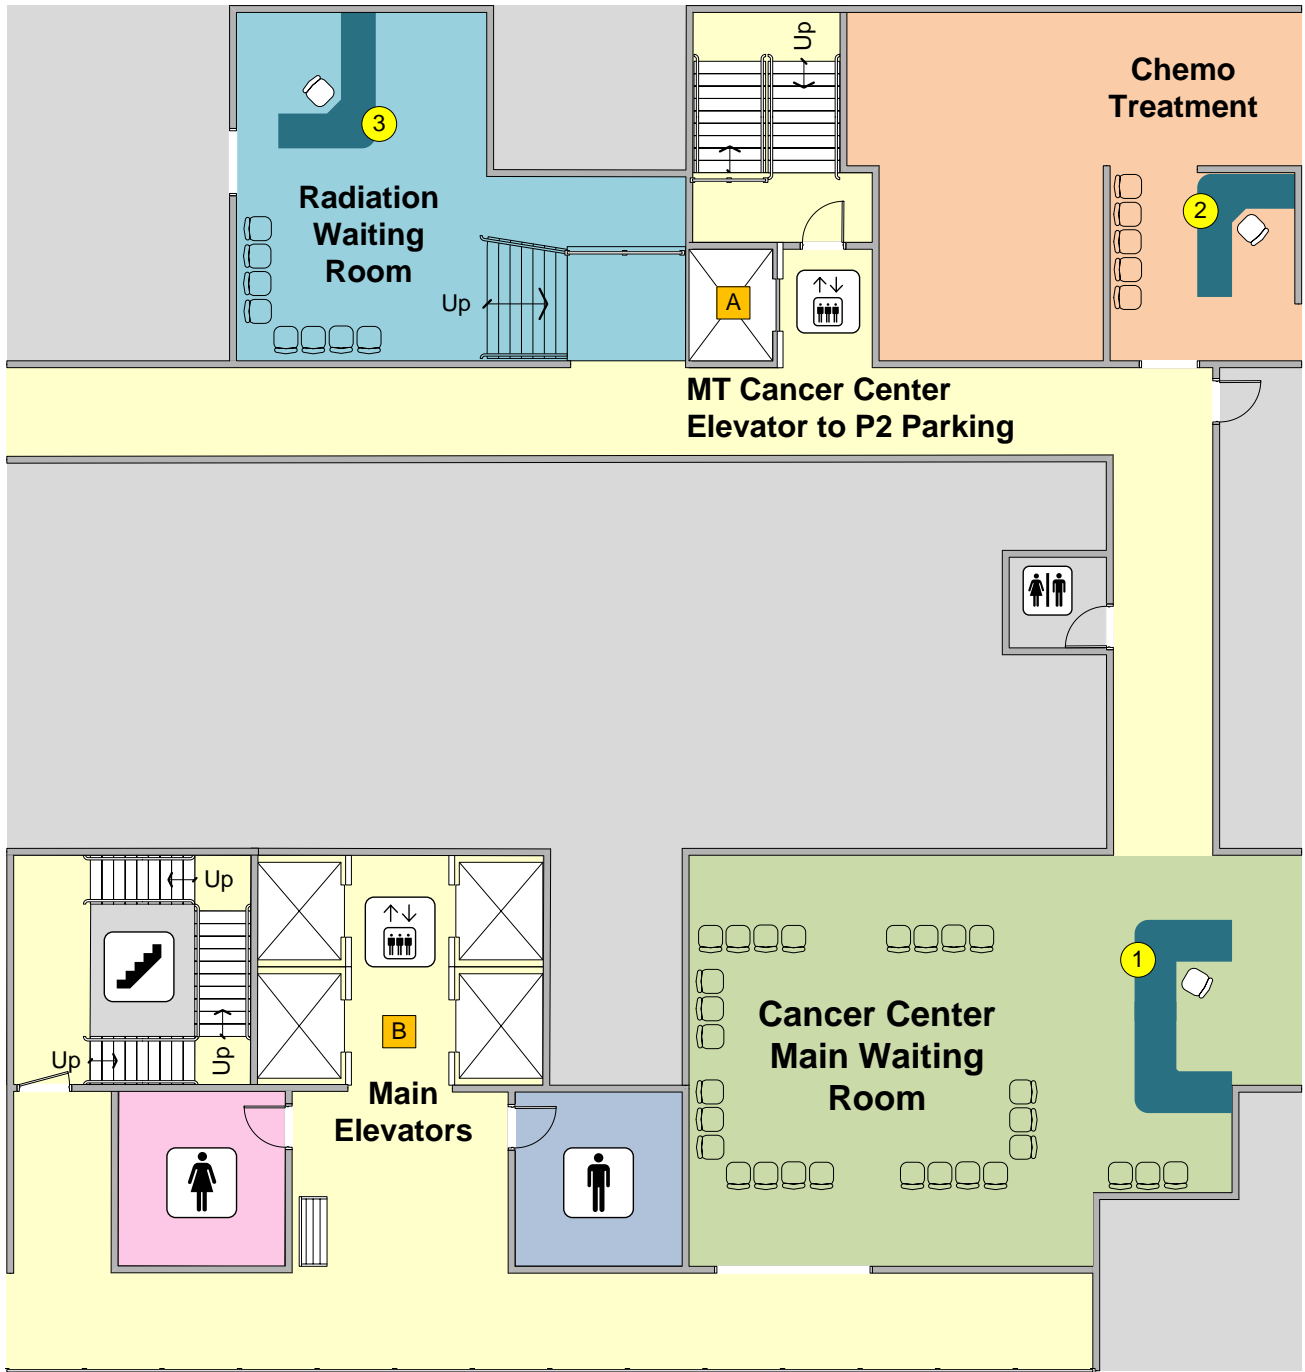 Up
Chemo
Treatment
3
2
Radiation
Waiting
Room
Up
A
MT Cancer Center
Elevator to P2 Parking
Up
1
Cancer Center
Main Waiting
Room
B
Up
Up
Main
Elevators